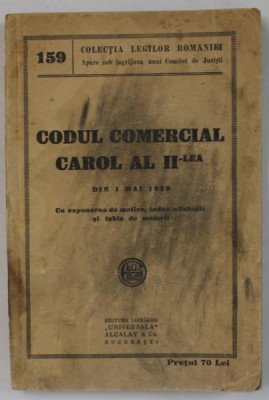 159
COLECȚIA LEGILOR ROMÂNIEI
Apare sub îngrijirea unui Comitet de Juriști
CODUL COMERCIAL
CAROL AL II-LEA
DIN 1 MAI 1939
Cu expunerea de motive, index alfabetic
și tabla de materii
EDITURA LIBRĂRIEI
„UNIVERSALA"
ALCALAY & Co.
BUCUREȘTI
Prețul 70 Lei